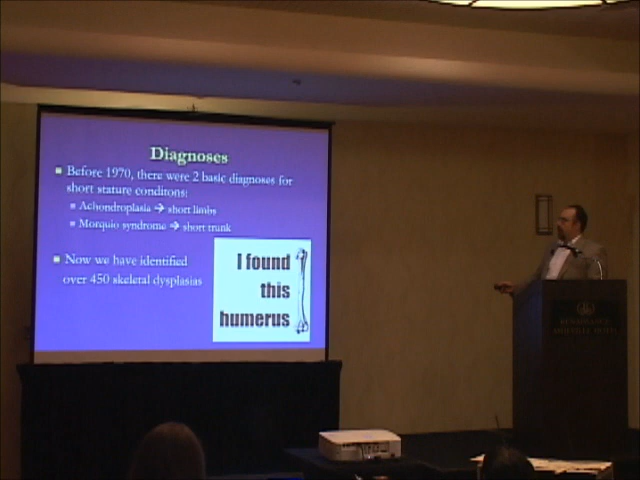 Diagnoses
Before 1970, there were 2 basic diagnoses for
short stature conditons:
Achondroplasia → short limbs
Morquio syndrome → short trunk
Now we have identified
over 450 skeletal dysplasias
I found
this
humerus
RENAISSANCE